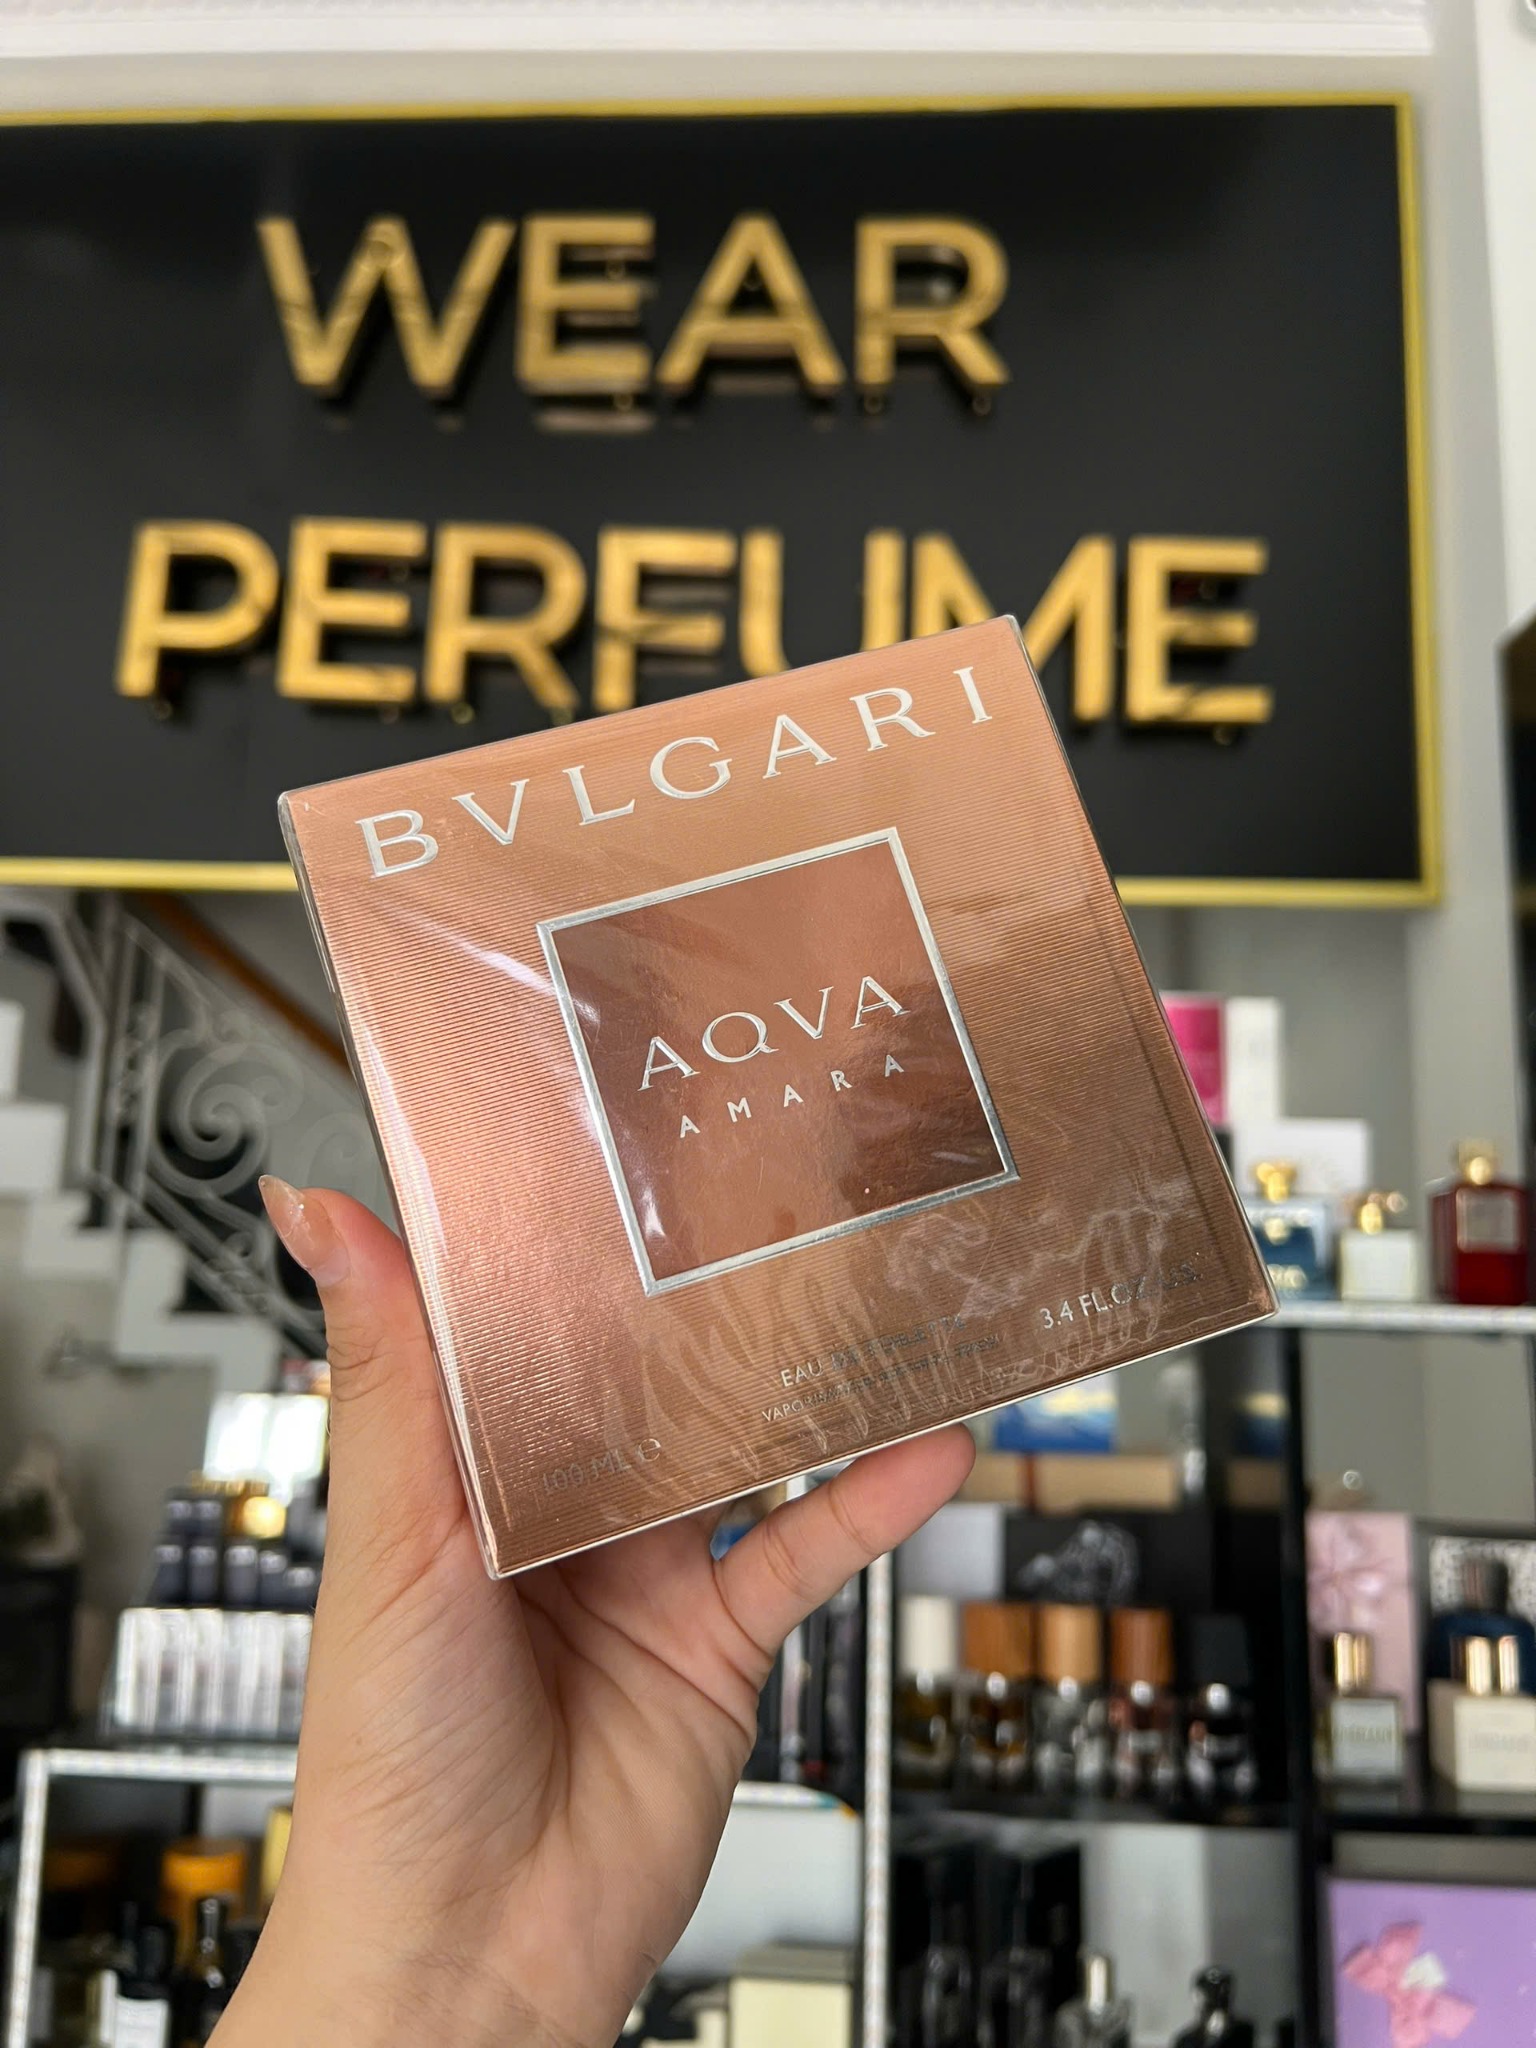 WEAR
PERFUME
BVLGARI
AQVA
AMARA
EAU DE TOILETTE
3.4 FL.OZ.
100 ML e